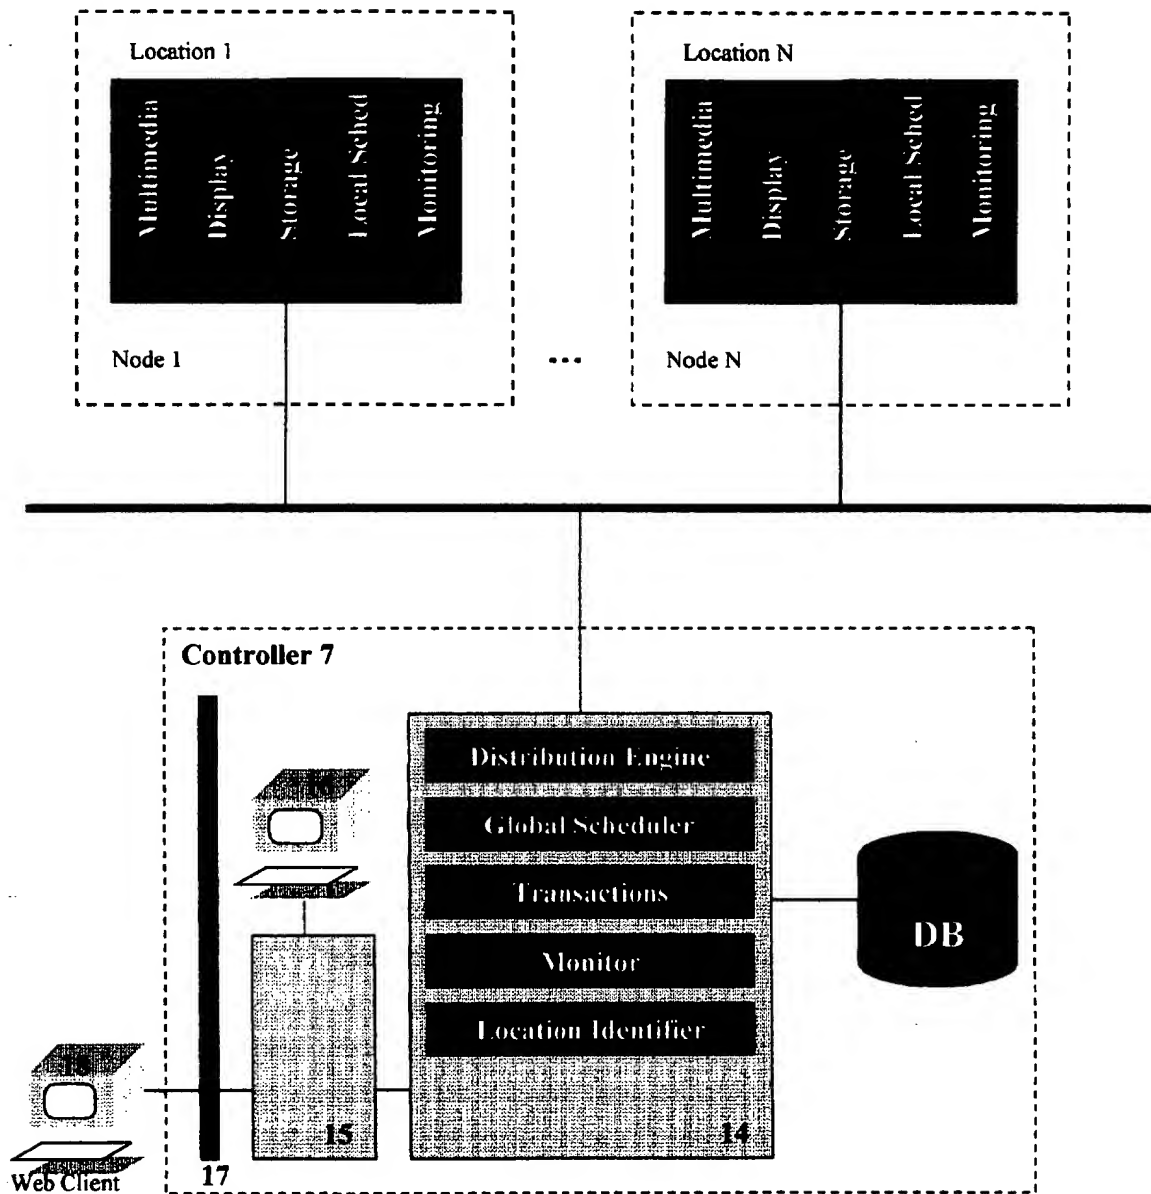 Location 1
Multimedia
Display
Storage
Local Sched
Monitoring
Node 1
...
Location N
Multimedia
Display
Storage
Local Sched
Monitoring
Node N
Controller 7
Distribution Engine
Global Scheduler
Transactions
Monitor
Location Identifier
14
DB
15
17
Web Client